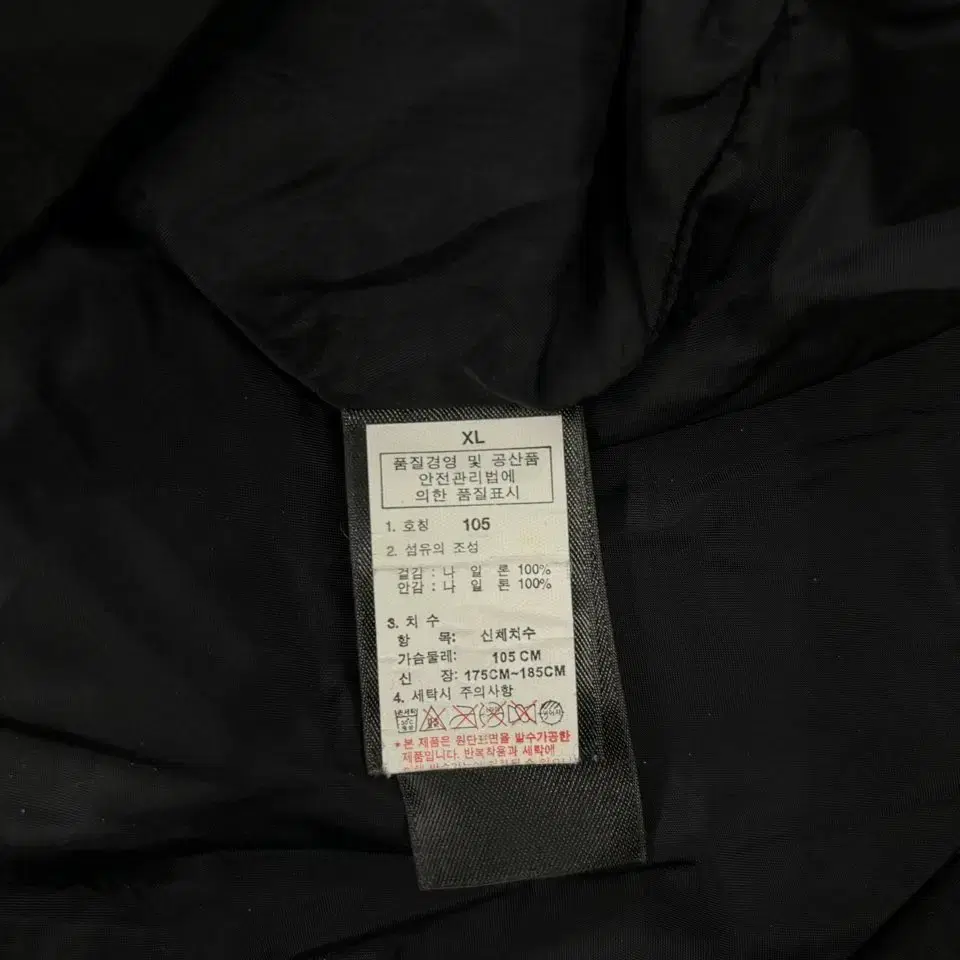 XL
품질경영 및 공산품
안전관리법에
의한 품질표시
1. 호칭 105
2. 섬유의 조성
겉감 : 나 일 론 100%
안감 : 나 일 론 100%
3. 치 수
항 목: 신체치수
가슴둘레: 105 CM
신 장: 175CM~185CM
4. 세탁시 주의사항
*본 제품은 원단표면을 발수가공한
제품입니다. 반복착용과 세탁에